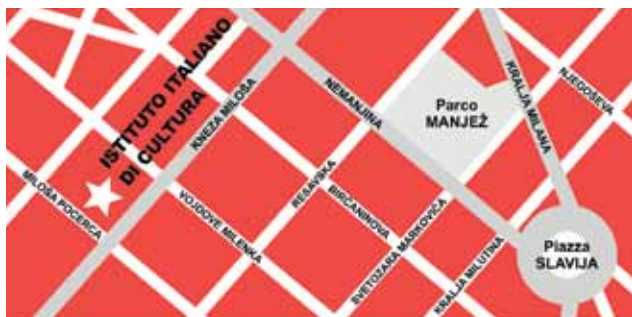 ISTITUTO ITALIANO
DI CULTURA
KNEZA MILOŠA
NEMANJINA
Parco
MANJEŽ
KRALJA MILANA
NJEGOŠEVA
MILOŠA POCERCA
VOJDOVE MILENKA
RESAVSKA
BIRČANINOVA
SVETOZARA MARKOVIĆA
KRALJA MILUTINA
Piazza
SLAVIJA